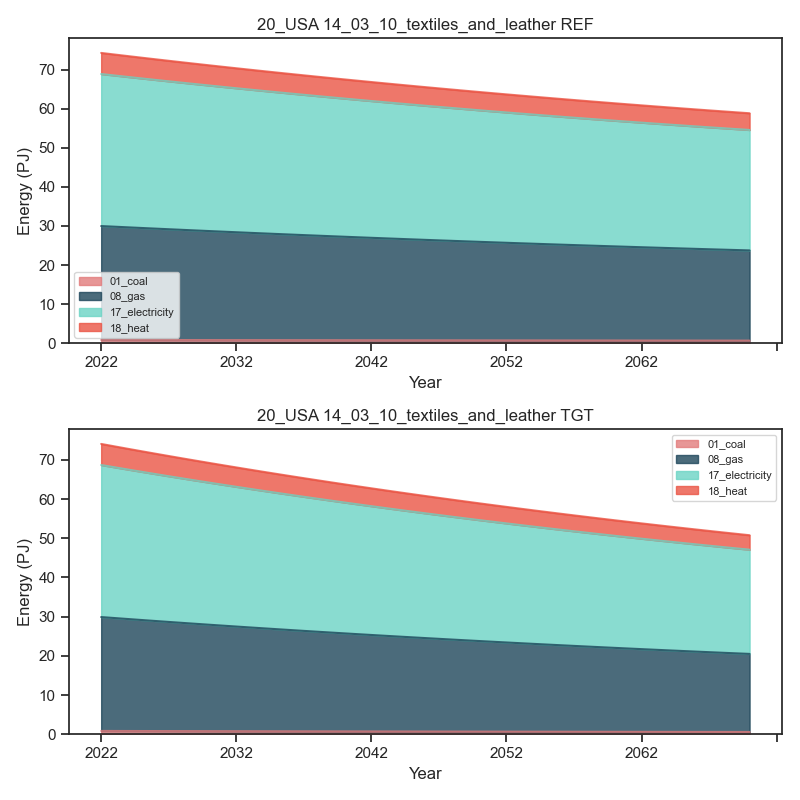 20_USA 14_03_10_textiles_and_leather REF
Energy (PJ)
70
60
50
40
30
20
10
0
01_coal
08_gas
17_electricity
18_heat
2022 2032 2042 2052 2062
Year
20_USA 14_03_10_textiles_and_leather TGT
Energy (PJ)
70
60
50
40
30
20
10
0
01_coal
08_gas
17_electricity
18_heat
2022 2032 2042 2052 2062
Year